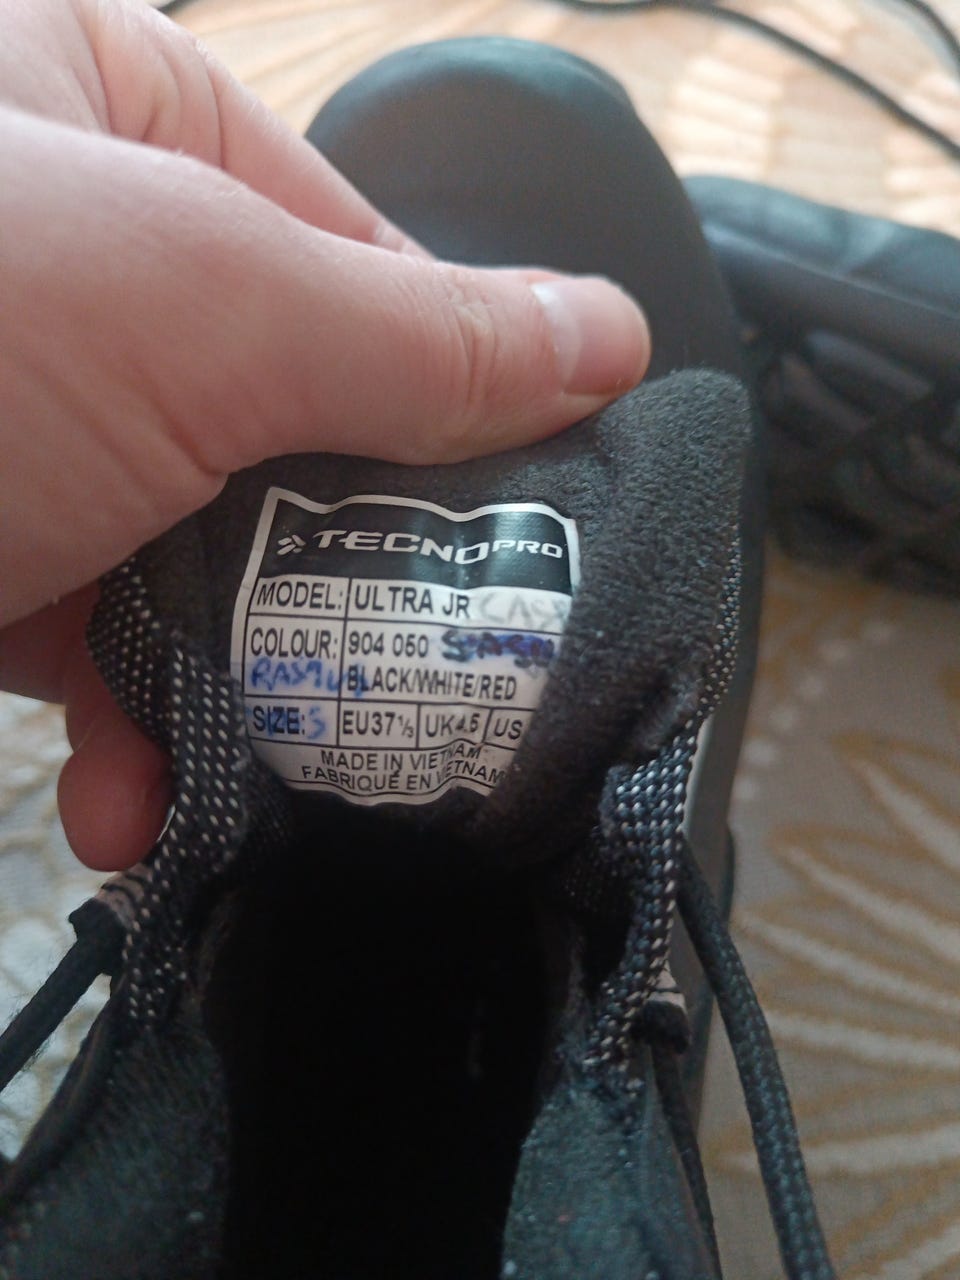 TECNOPRO
MODEL: ULTRA JR
COLOUR: 904 050
BLACK/WHITE/RED
SIZE: EU37⅓ UK4.5 US
MADE IN VIETNAM
FABRIQUÉ EN VIETNAM